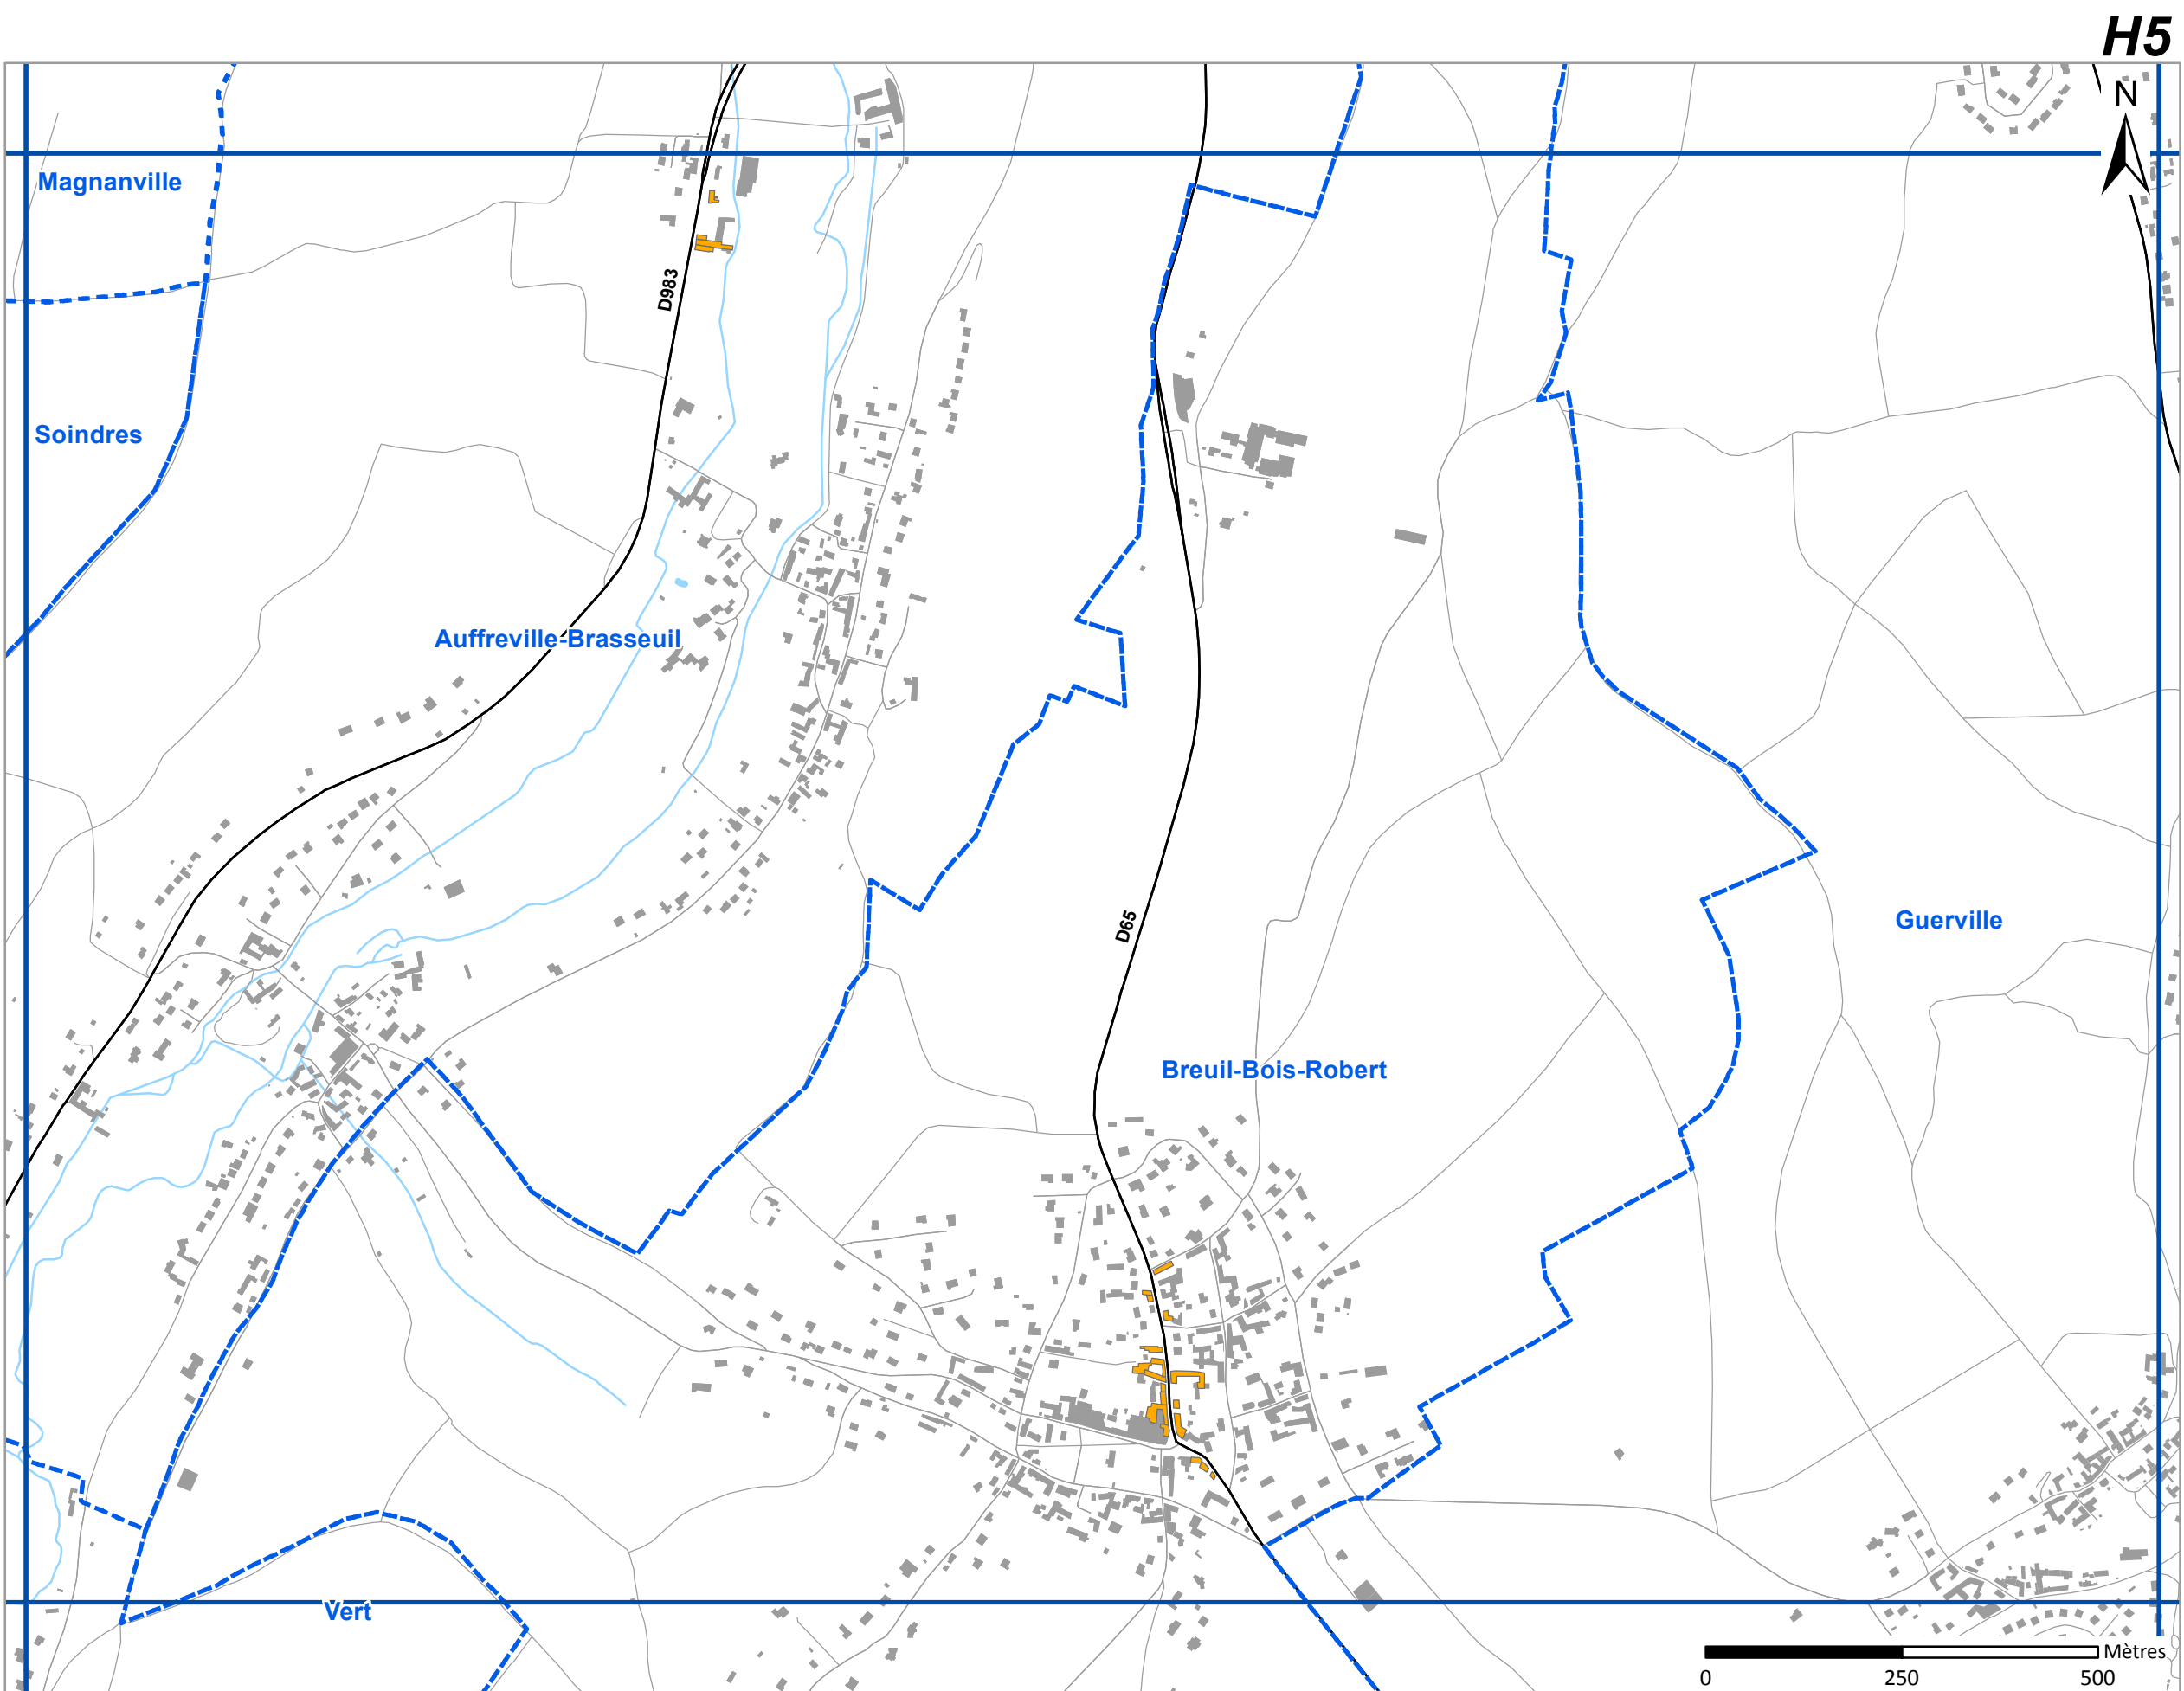 H5
N
Magnanville
D983
Soindres
Auffreville-Brasseuil
D65
Guerville
Breuil-Bois-Robert
Vert
Mètres
0 250 500